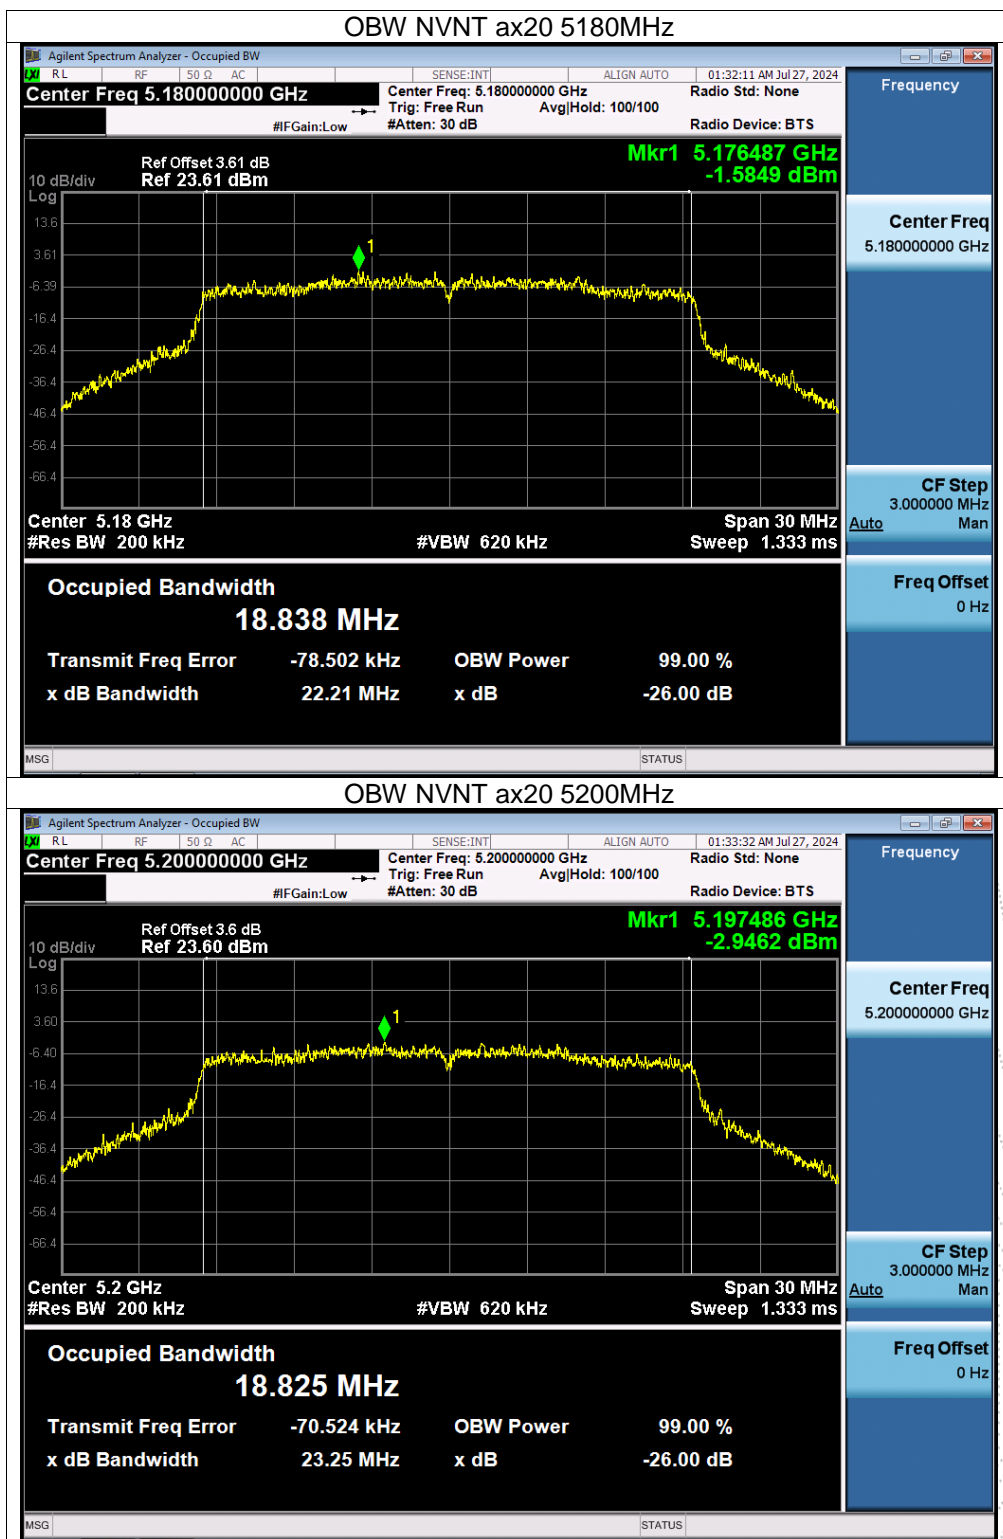 OBW NVNT ax20 5180MHz
Agilent Spectrum Analyzer - Occupied BW
LXI RL RF 50 Ω AC SENSE:INT ALIGN AUTO 01:32:11 AM Jul 27, 2024
Center Freq 5.180000000 GHz Center Freq: 5.180000000 GHz Radio Std: None
Trig: Free Run Avg|Hold: 100/100
#IFGain:Low #Atten: 30 dB Radio Device: BTS
Frequency
Mkr1 5.176487 GHz
-1.5849 dBm
Ref Offset 3.61 dB
10 dB/div Ref 23.61 dBm
Log
13.6
3.61
-6.39
-16.4
-26.4
-36.4
-46.4
-56.4
-66.4
1
Center 5.18 GHz Span 30 MHz
#Res BW 200 kHz #VBW 620 kHz Sweep 1.333 ms
Center Freq
5.180000000 GHz
CF Step
3.000000 MHz
Auto Man
Freq Offset
0 Hz
Occupied Bandwidth
18.838 MHz
Transmit Freq Error -78.502 kHz OBW Power 99.00 %
x dB Bandwidth 22.21 MHz x dB -26.00 dB
MSG STATUS
OBW NVNT ax20 5200MHz
Agilent Spectrum Analyzer - Occupied BW
LXI RL RF 50 Ω AC SENSE:INT ALIGN AUTO 01:33:32 AM Jul 27, 2024
Center Freq 5.200000000 GHz Center Freq: 5.200000000 GHz Radio Std: None
Trig: Free Run Avg|Hold: 100/100
#IFGain:Low #Atten: 30 dB Radio Device: BTS
Frequency
Mkr1 5.197486 GHz
-2.9462 dBm
Ref Offset 3.6 dB
10 dB/div Ref 23.60 dBm
Log
13.6
3.60
-6.40
-16.4
-26.4
-36.4
-46.4
-56.4
-66.4
1
Center 5.2 GHz Span 30 MHz
#Res BW 200 kHz #VBW 620 kHz Sweep 1.333 ms
Center Freq
5.200000000 GHz
CF Step
3.000000 MHz
Auto Man
Freq Offset
0 Hz
Occupied Bandwidth
18.825 MHz
Transmit Freq Error -70.524 kHz OBW Power 99.00 %
x dB Bandwidth 23.25 MHz x dB -26.00 dB
MSG STATUS